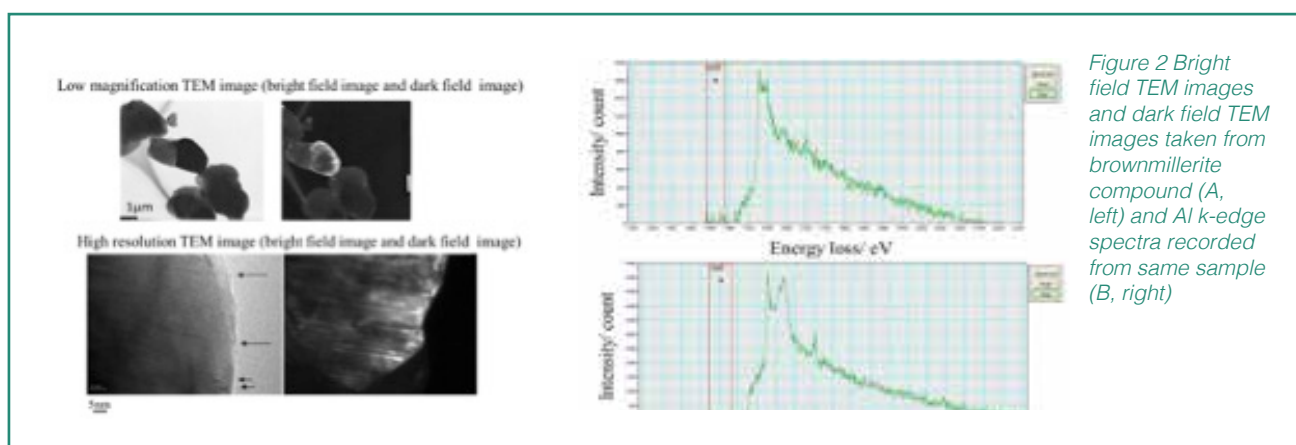 Low magnification TEM image (bright field image and dark field image)
1μm
High resolution TEM image (bright field image and dark field image)
5nm
Intensity/ count
Energy loss/ eV
Intensity/ count
Figure 2 Bright
field TEM images
and dark field TEM
images taken from
brownmillerite
compound (A,
left) and Al k-edge
spectra recorded
from same sample
(B, right)